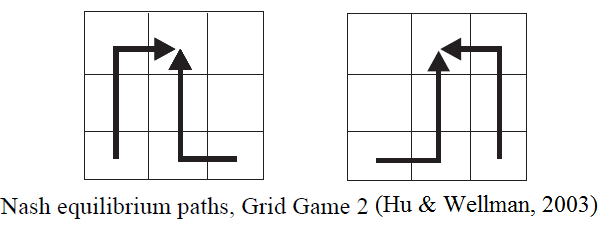 Nash equilibrium paths, Grid Game 2 (Hu & Wellman, 2003)